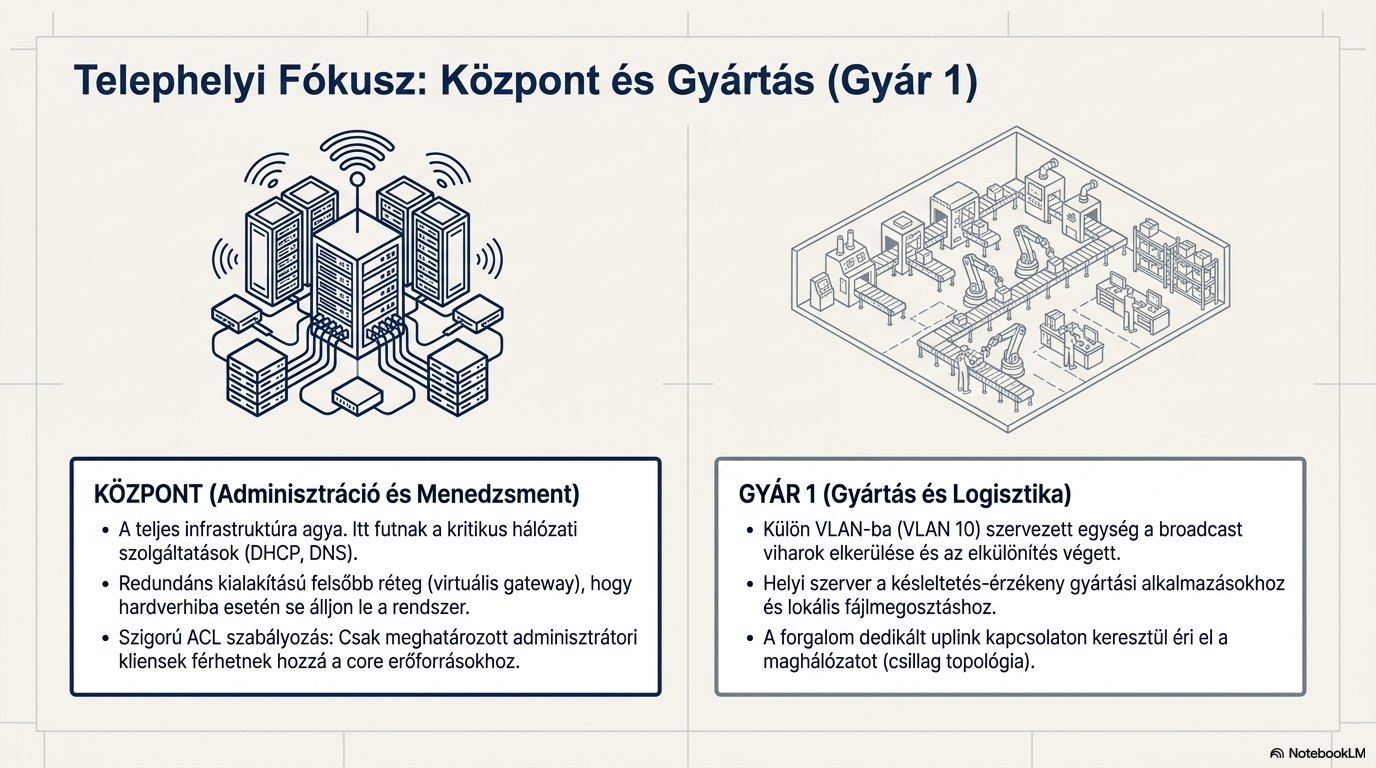 Telephelyi Fókusz: Központ és Gyártás (Gyár 1)
KÖZPONT (Adminisztráció és Menedzsment)
• A teljes infrastruktúra agya. Itt futnak a kritikus hálózati
szolgáltatások (DHCP, DNS).
• Redundáns kialakítású felsőbb réteg (virtuális gateway), hogy
hardverhiba esetén se álljon le a rendszer.
• Szigorú ACL szabályozás: Csak meghatározott adminisztrátori
kliensek férhetnek hozzá a core erőforrásokhoz.
GYÁR 1 (Gyártás és Logisztika)
• Külön VLAN-ba (VLAN 10) szervezett egység a broadcast
viharok elkerülése és az elkülönítés végett.
• Helyi szerver a késleltetés-érzékeny gyártási alkalmazásokhoz
és lokális fájlmegosztáshoz.
• A forgalom dedikált uplink kapcsolaton keresztül éri el a
maghálózatot (csillag topológia).
NotebookLM